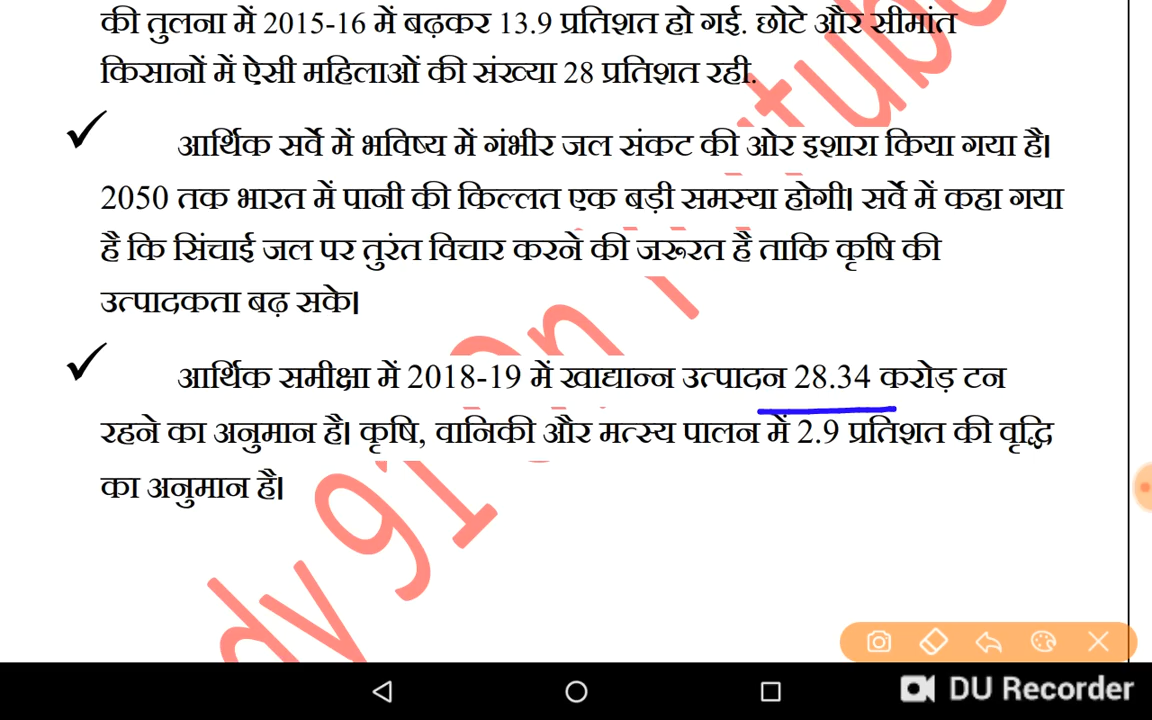 की तुलना में 2015-16 में बढ़कर 13.9 प्रतिशत हो गई. छोटे और सीमांत
किसानों में ऐसी महिलाओं की संख्या 28 प्रतिशत रही.
आर्थिक सर्वे में भविष्य में गंभीर जल संकट की ओर इशारा किया गया है।
2050 तक भारत में पानी की किल्लत एक बड़ी समस्या होगी। सर्वे में कहा गया
है कि सिंचाई जल पर तुरंत विचार करने की जरूरत है ताकि कृषि की
उत्पादकता बढ़ सके।
आर्थिक समीक्षा में 2018-19 में खाद्यान्न उत्पादन 28.34 करोड़ टन
रहने का अनुमान है। कृषि, वानिकी और मत्स्य पालन में 2.9 प्रतिशत की वृद्धि
का अनुमान है।
DU Recorder